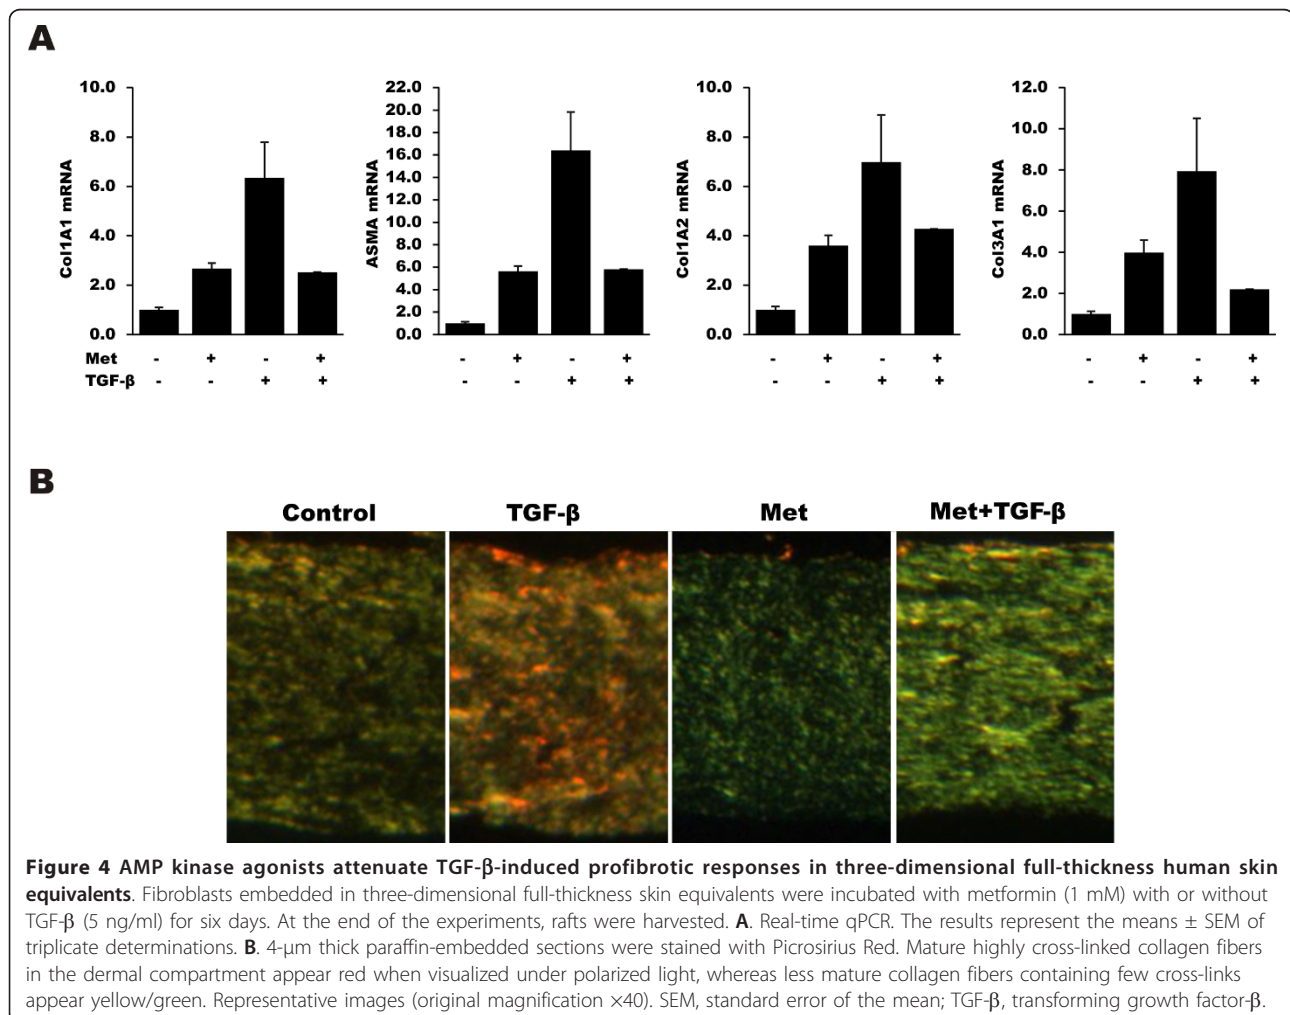 A
10.0 22.0 10.0 12.0
20.0
8.0 18.0 8.0 10.0
16.0
6.0 14.0 6.0 8.0
12.0
Col1A1 mRNA ASMA mRNA Col1A2 mRNA Col3A1 mRNA
10.0 6.0
4.0 8.0 4.0
6.0 4.0
2.0 4.0 2.0 2.0
2.0
0.0 0.0 0.0 0.0
Met - + - + - + - + - + - + - + - +
TGF-β - - + + - - + + - - + + - - + +
B
Control TGF-β Met Met+TGF-β
Figure 4 AMP kinase agonists attenuate TGF-β-induced profibrotic responses in three-dimensional full-thickness human skin
equivalents. Fibroblasts embedded in three-dimensional full-thickness skin equivalents were incubated with metformin (1 mM) with or without
TGF-β (5 ng/ml) for six days. At the end of the experiments, rafts were harvested. A. Real-time qPCR. The results represent the means ± SEM of
triplicate determinations. B. 4-μm thick paraffin-embedded sections were stained with Picrosirius Red. Mature highly cross-linked collagen fibers
in the dermal compartment appear red when visualized under polarized light, whereas less mature collagen fibers containing few cross-links
appear yellow/green. Representative images (original magnification ×40). SEM, standard error of the mean; TGF-β, transforming growth factor-β.